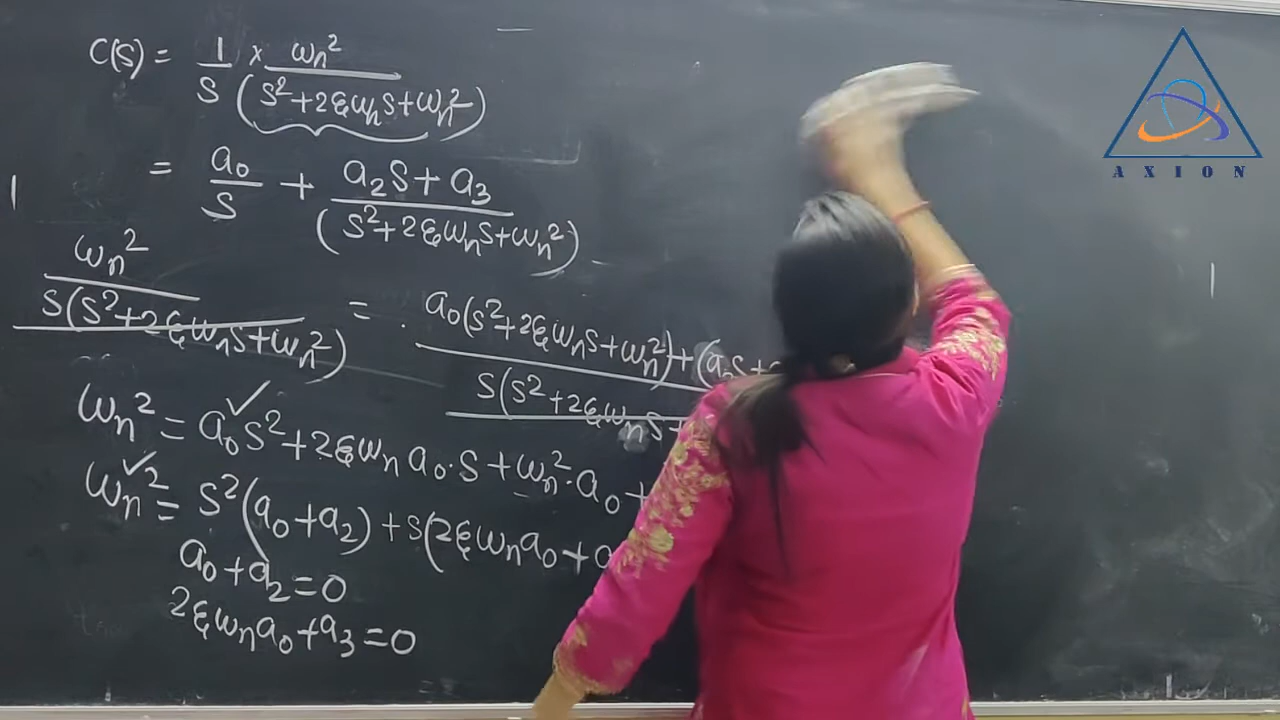 C(S) = 1/S × ωn²/(S²+2ξωnS+ωn²)
= a0/S + (a2S + a3)/(S²+2ξωnS+ωn²)
ωn²/S(S²+2ξωnS+ωn²) = a0(S²+2ξωnS+ωn²)+(a2S+ / S(S²+2ξωnS+
ωn² = a0S²+2ξωn a0·S+ωn²·a0+
ωn² = S²(a0+a2)+S(2ξωna0+a
a0+a2=0
2ξωna0+a3=0
AXION